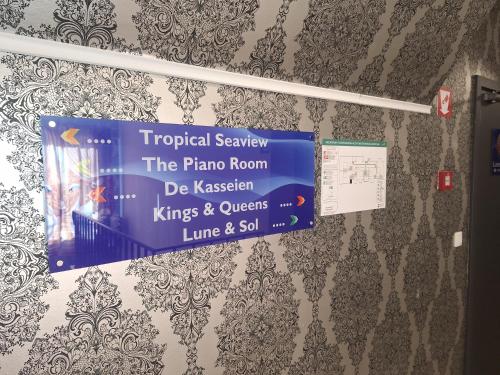 Tropical Seaview
The Piano Room
De Kasseien
Kings & Queens
Lune & Sol